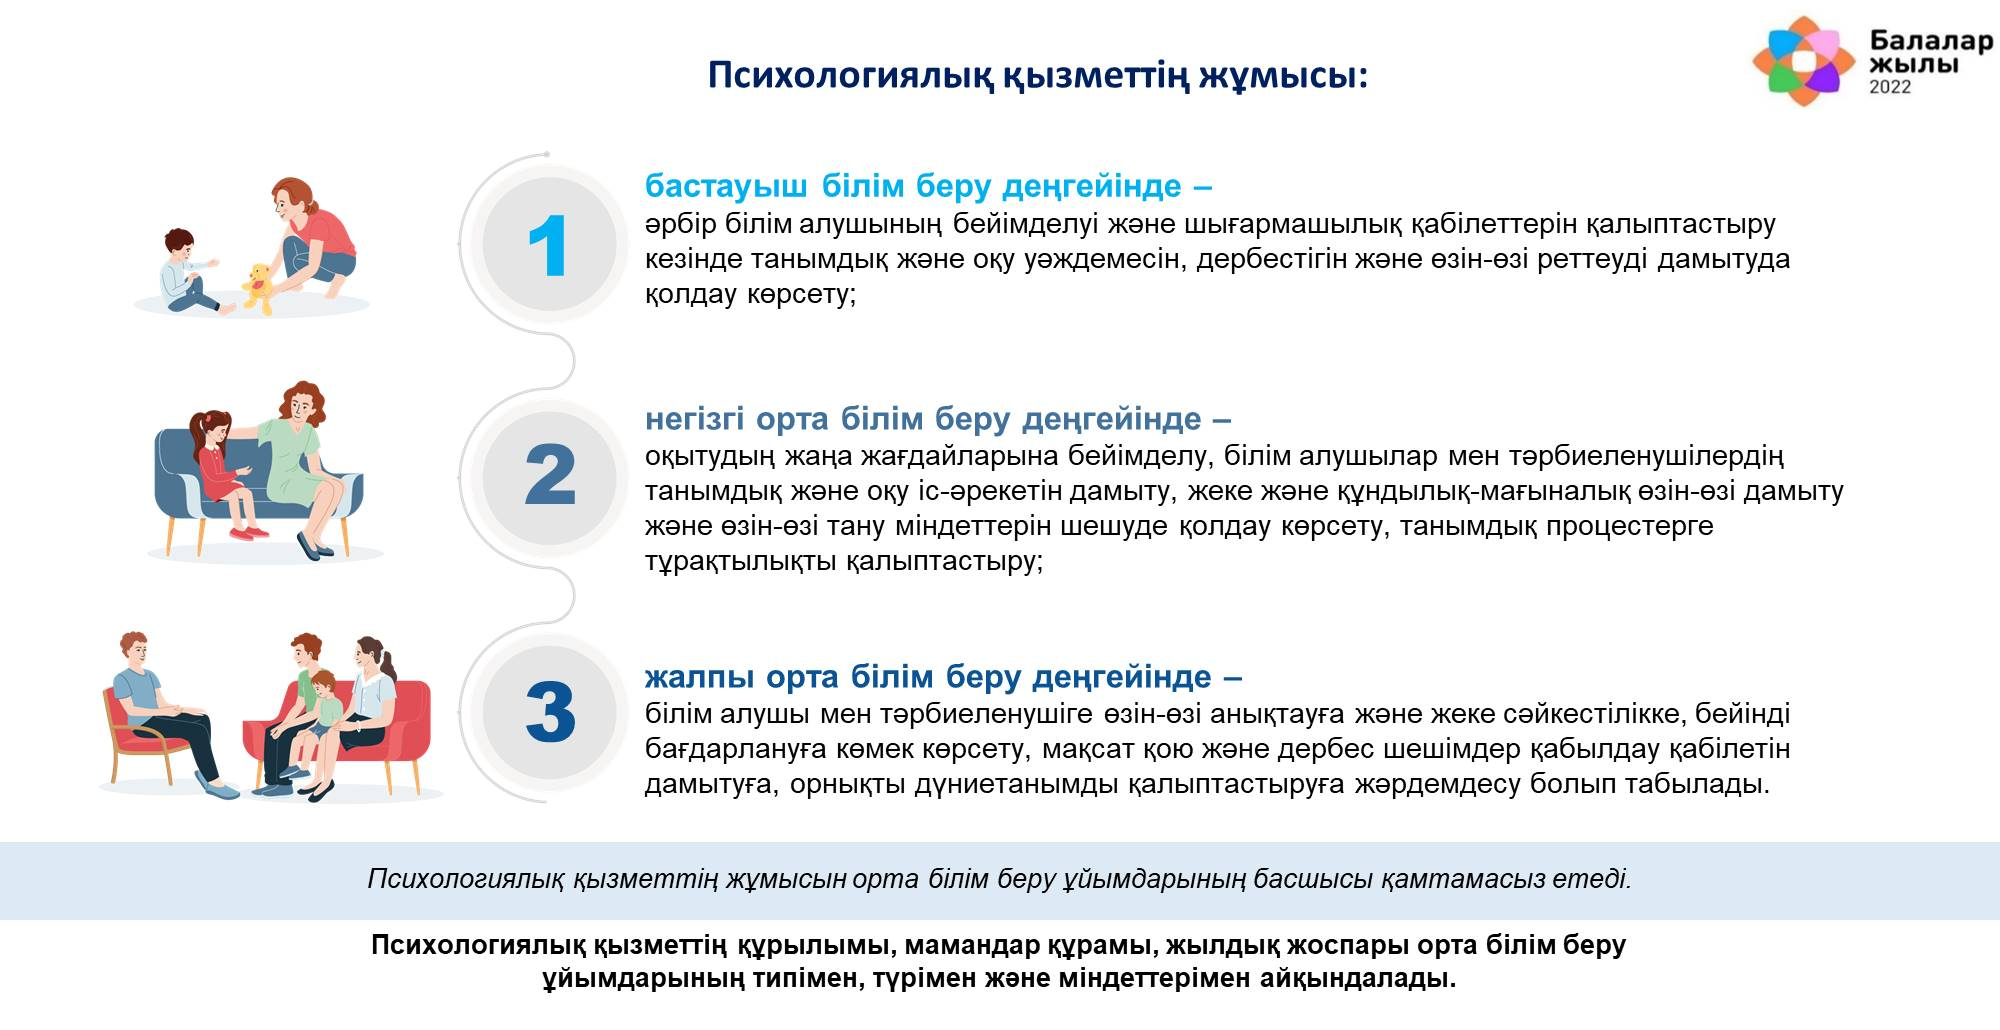 Психологиялық қызметтің жұмысы:
Балалар
жылы
2022
1
бастауыш білім беру деңгейінде –
әрбір білім алушының бейімделуі және шығармашылық қабілеттерін қалыптастыру
кезінде танымдық және оқу уәждемесін, дербестігін және өзін-өзі реттеуді дамытуда
қолдау көрсету;
2
негізгі орта білім беру деңгейінде –
оқытудың жаңа жағдайларына бейімделу, білім алушылар мен тәрбиеленушілердің
танымдық және оқу іс-әрекетін дамыту, жеке және құндылық-мағыналық өзін-өзі дамыту
және өзін-өзі тану міндеттерін шешуде қолдау көрсету, танымдық процестерге
тұрақтылықты қалыптастыру;
3
жалпы орта білім беру деңгейінде –
білім алушы мен тәрбиеленушіге өзін-өзі анықтауға және жеке сәйкестілікке, бейінді
бағдарлануға көмек көрсету, мақсат қою және дербес шешімдер қабылдау қабілетін
дамытуға, орнықты дүниетанымды қалыптастыруға жәрдемдесу болып табылады.
Психологиялық қызметтің жұмысын орта білім беру ұйымдарының басшысы қамтамасыз етеді.
Психологиялық қызметтің құрылымы, мамандар құрамы, жылдық жоспары орта білім беру
ұйымдарының типімен, түрімен және міндеттерімен айқындалады.